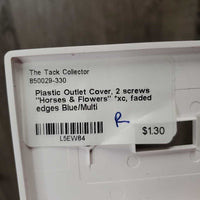 The Tack Collector
850029-330
Plastic Outlet Cover, 2 screws
"Horses & Flowers" *xc, faded
edges Blue/Multi
R
$1.30
L5EW84